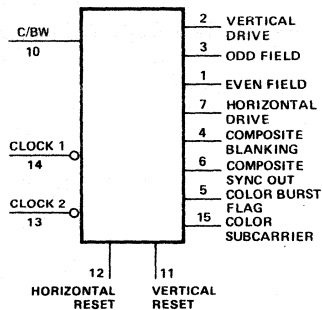 2 VERTICAL
DRIVE
C/BW
10
3 ODD FIELD
1 EVEN FIELD
7 HORIZONTAL
DRIVE
4 COMPOSITE
BLANKING
CLOCK 1
14
6 COMPOSITE
SYNC OUT
5 COLOR BURST
FLAG
CLOCK 2
13
15 COLOR
SUBCARRIER
12 11
HORIZONTAL VERTICAL
RESET RESET